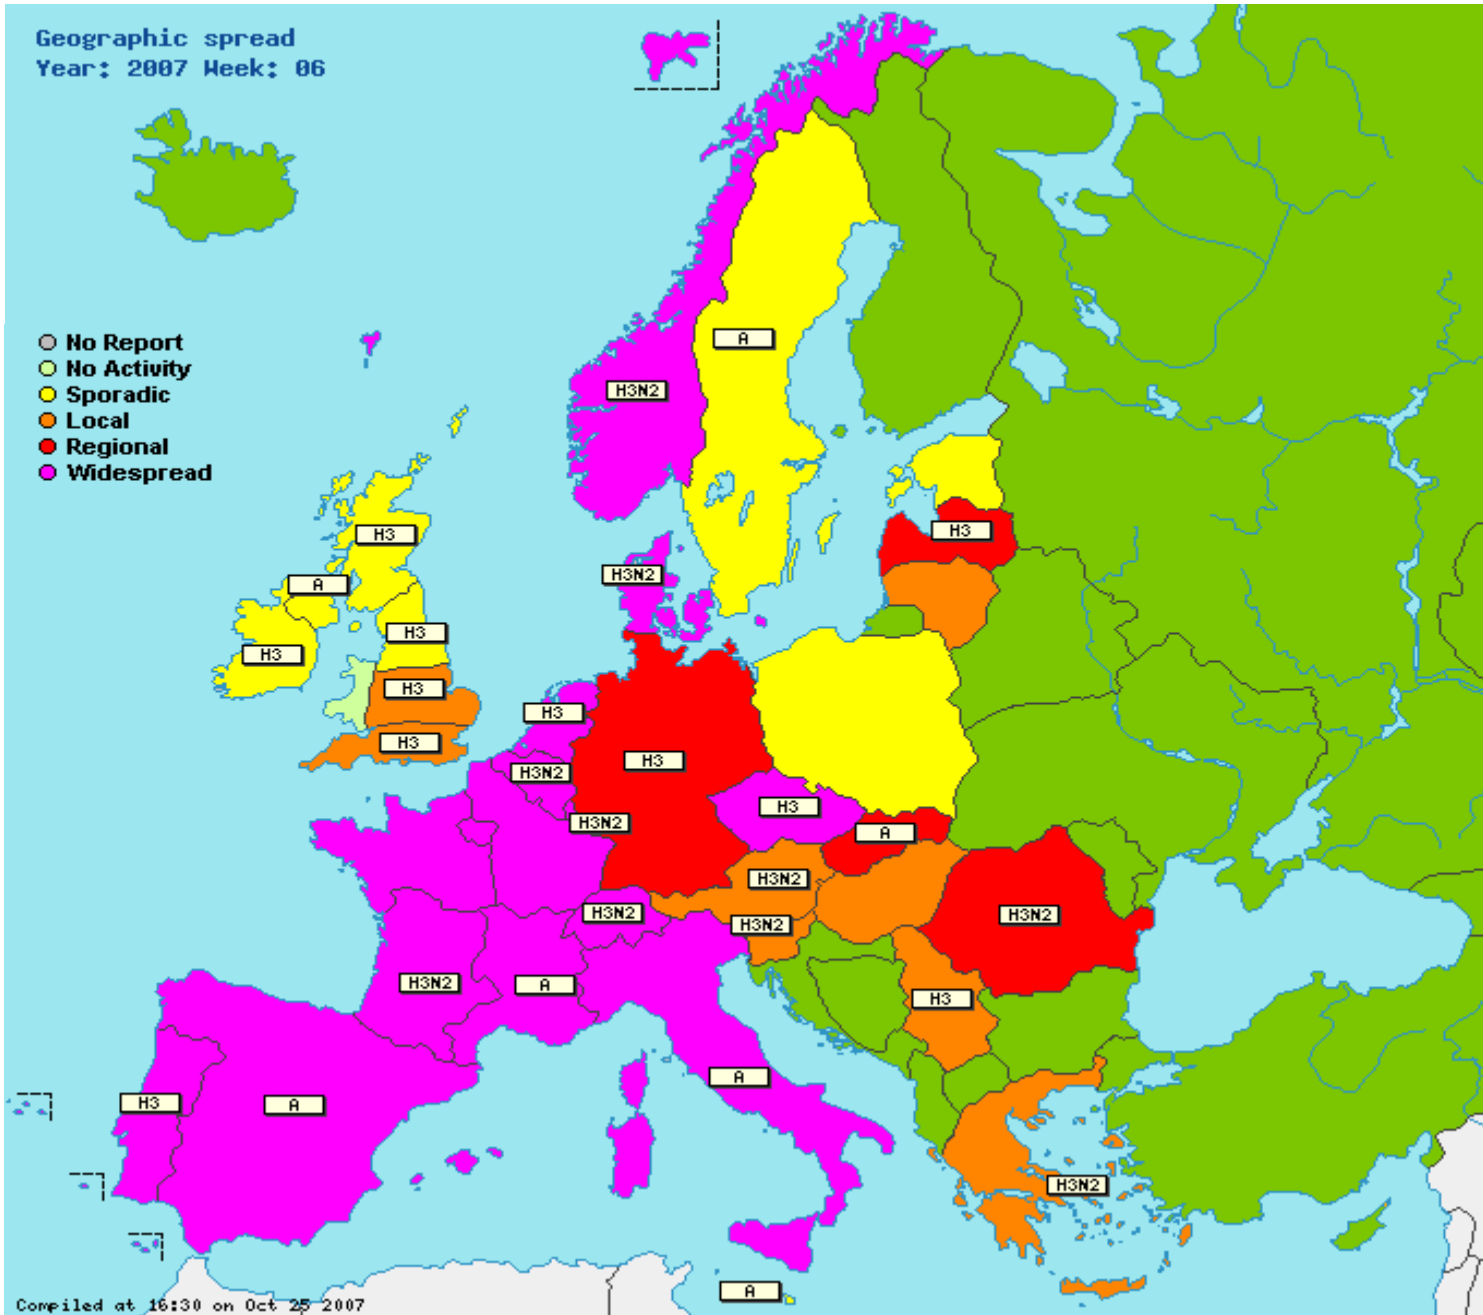 Geographic spread
Year: 2007 Week: 06
No Report
No Activity
Sporadic
Local
Regional
Widespread
A
H3N2
H3
H3
A
H3N2
H3
H3
H3
H3
H3
H3
H3N2
H3
H3N2
A
H3N2
H3N2
H3N2
H3N2
H3N2
A
H3
A
H3
A
H3N2
A
Compiled at 16:30 on Oct 25 2007